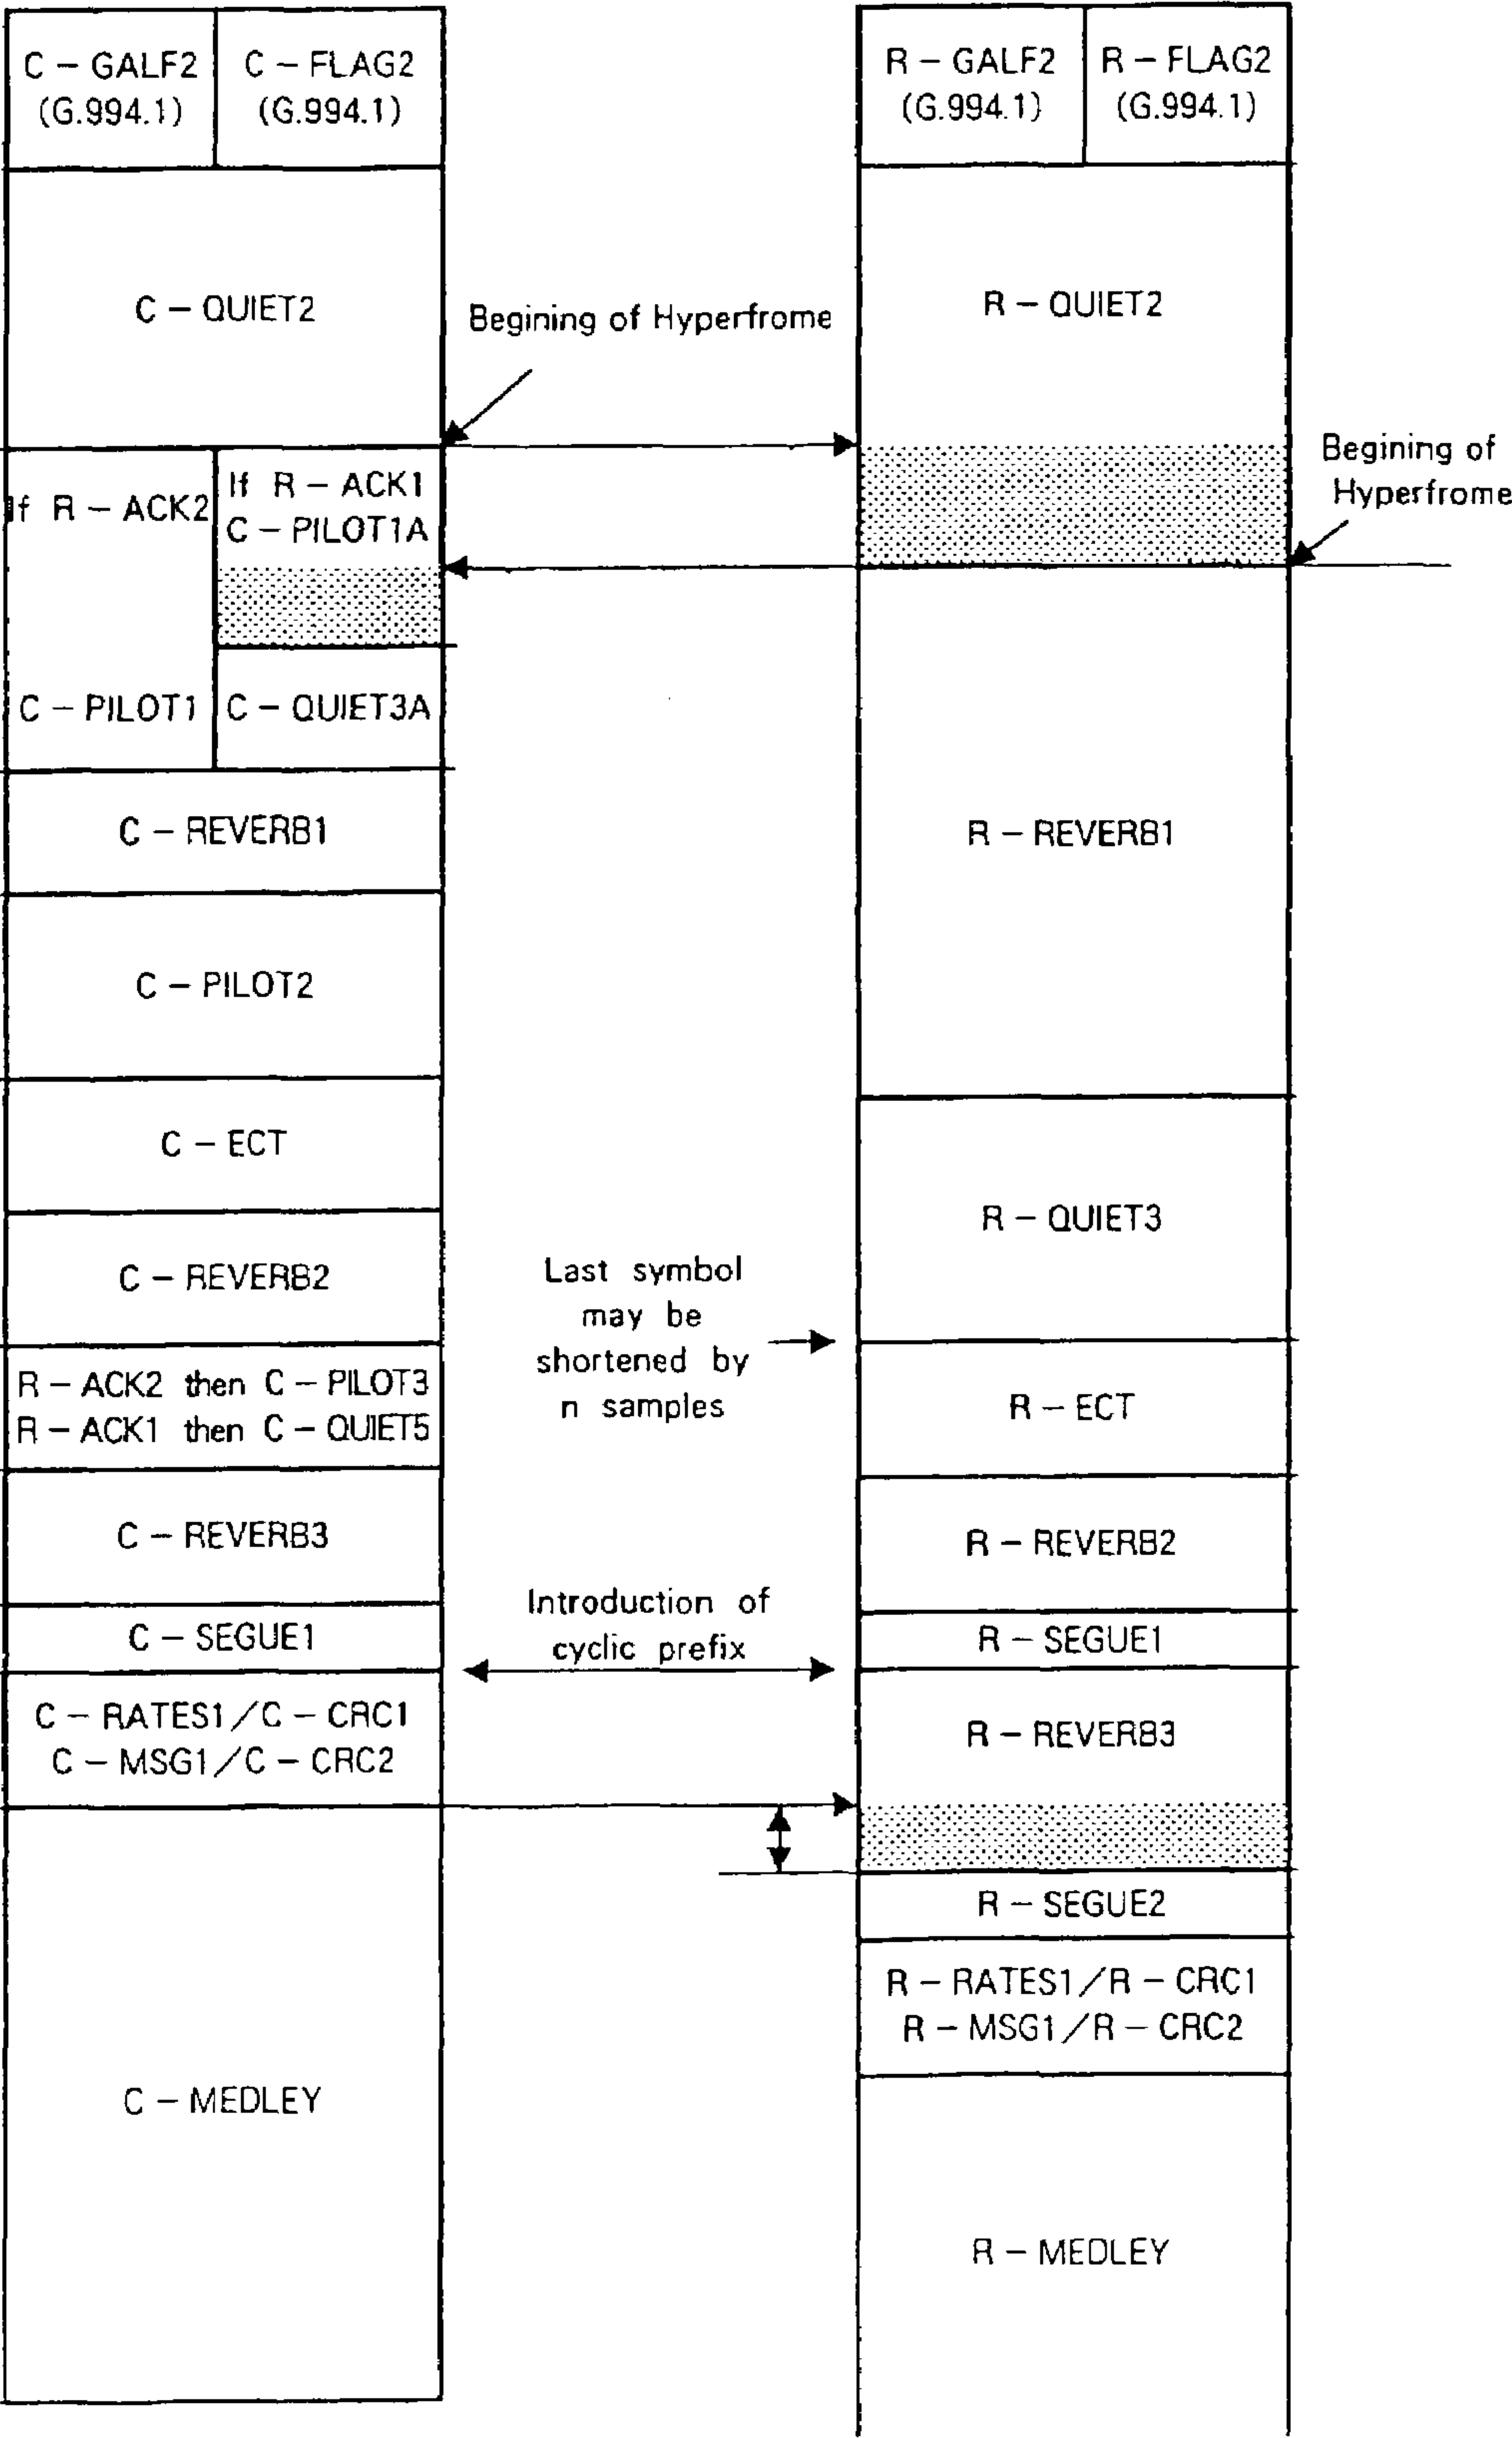 C – GALF2
(G.994.1)
C – FLAG2
(G.994.1)
C – QUIET2
Begining of Hyperfrome
If R – ACK2
If R – ACK1
C – PILOT1A
C – PILOT1
C – QUIET3A
C – REVERB1
C – PILOT2
C – ECT
C – REVERB2
R – ACK2 then C – PILOT3
R – ACK1 then C – QUIET5
C – REVERB3
C – SEGUE1
C – RATES1/C – CRC1
C – MSG1/C – CRC2
C – MEDLEY
Last symbol
may be
shortened by
n samples
Introduction of
cyclic prefix
R – GALF2
(G.994.1)
R – FLAG2
(G.994.1)
R – QUIET2
Begining of
Hyperfrome
R – REVERB1
R – QUIET3
R – ECT
R – REVERB2
R – SEGUE1
R – REVERB3
R – SEGUE2
R – RATES1/R – CRC1
R – MSG1/R – CRC2
R – MEDLEY